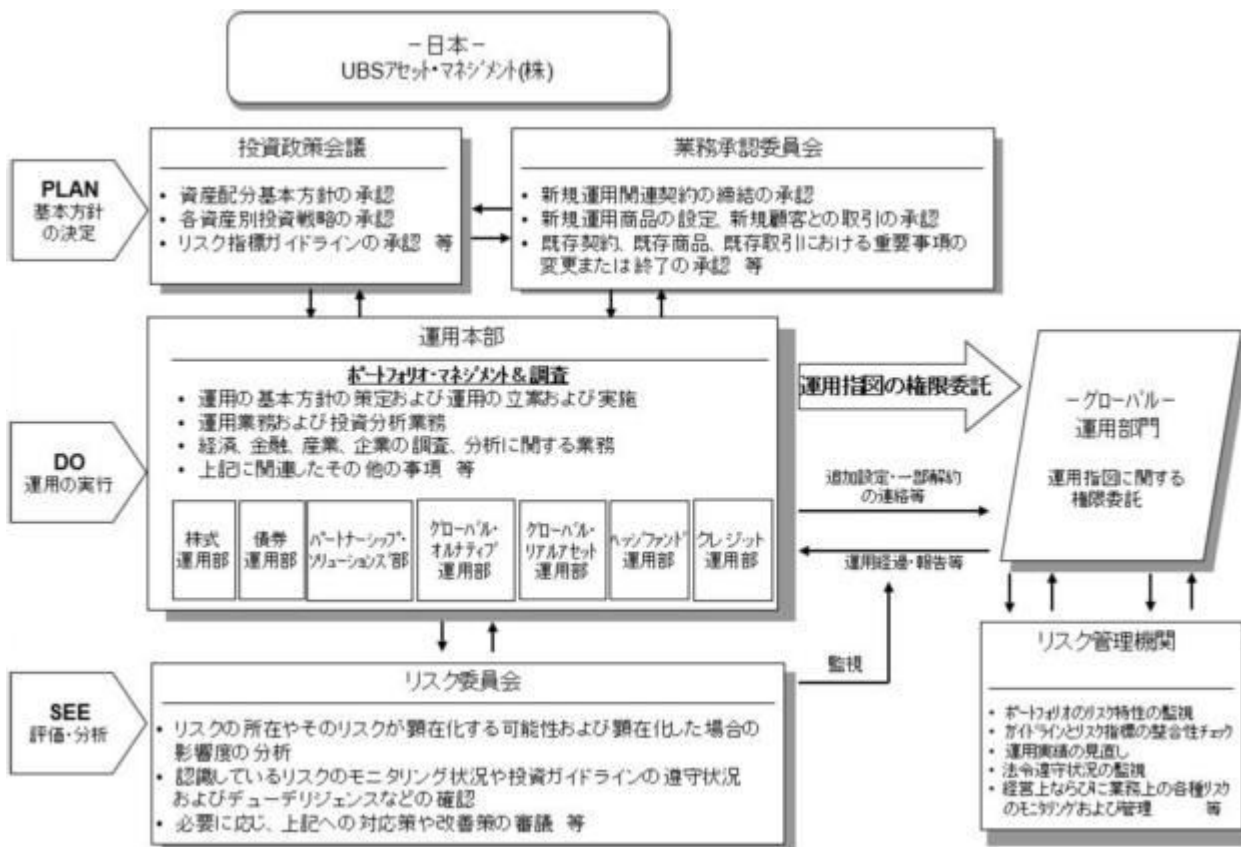 －日本－
UBSアセット・マネジメント(株)
投資政策会議
・ 資産配分基本方針の承認
・ 各資産別投資戦略の承認
・ リスク指標ガイドラインの承認 等
業務承認委員会
・ 新規運用関連契約の締結の承認
・ 新規運用商品の設定、新規顧客との取引の承認
・ 既存契約、既存商品、既存取引における重要事項の
変更または終了の承認 等
PLAN
基本方針
の決定
運用本部
ポートフォリオ・マネジメント＆調査
・ 運用の基本方針の策定および運用の立案および実施
・ 運用業務および投資分析業務
・ 経済、金融、産業、企業の調査、分析に関する業務
・ 上記に関連したその他の事項 等
DO
運用の実行
株式
運用部
債券
運用部
パートナーシップ・
ソリューションズ部
グローバル・
オルナティブ
運用部
グローバル・
リアルアセット
運用部
ヘッジファンド
運用部
クレジット
運用部
運用指図の権限委託
追加設定・一部解約
の連絡等
運用経過・報告等
－グローバル－
運用部門
運用指図に関する
権限委託
SEE
評価・分析
リスク委員会
・ リスクの所在やそのリスクが顕在化する可能性および顕在化した場合の
影響度の分析
・ 認識しているリスクのモニタリング状況や投資ガイドラインの遵守状況
およびデューデリジェンスなどの確認
・ 必要に応じ、上記への対応策や改善策の審議 等
監視
リスク管理機関
・ ポートフォリオのリスク特性の監視
・ ガイドラインとリスク指標の整合性チェック
・ 運用実績の見直し
・ 法令遵守状況の監視
・ 経営上ならびに業務上の各種リスク
のモニタリングおよび管理 等